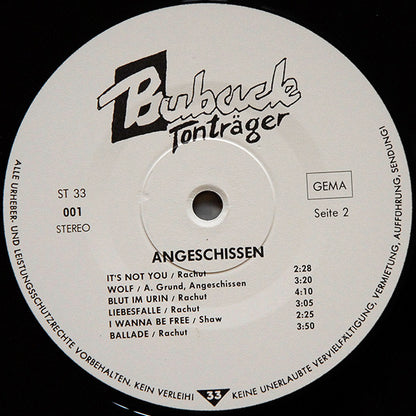 Buback
Tonträger
ST 33
001
STEREO
GEMA
Seite 2
ANGESCHISSEN
IT'S NOT YOU / Rachut 2:28
WOLF / A. Grund, Angeschissen 3:20
BLUT IM URIN / Rachut 4:10
LIEBESFALLE / Rachut 3:05
I WANNA BE FREE / Shaw 2:25
BALLADE / Rachut 3:50
ALLE URHEBER- UND LEISTUNGSSCHUTZRECHTE VORBEHALTEN. KEIN VERLEIH! KEINE UNERLAUBTE VERVIELFÄLTIGUNG, VERMIETUNG, AUFFÜHRUNG, SENDUNG!
33